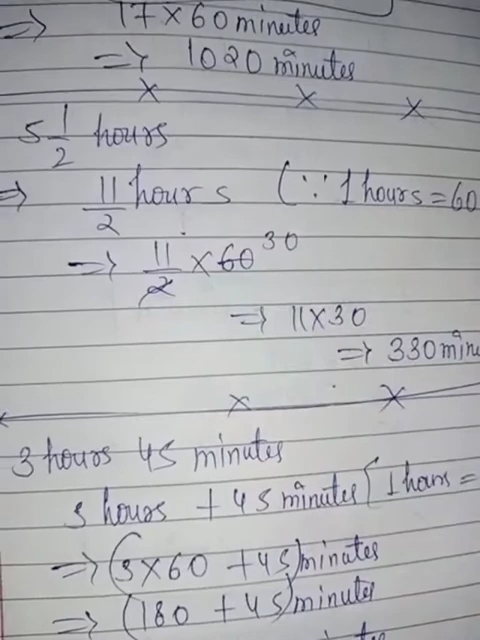 => 17 × 60 minutes
=> 1020 minutes
× × ×
5 1/2 hours
=> 11/2 hours (∵ 1 hours = 60
=> 11/2 × 60 30
=> 11 × 30
=> 330 minu
× ×
3 hours 45 minutes
3 hours + 45 minutes [1 hours =
=> (3 × 60 + 45) minutes
=> (180 + 45) minutes